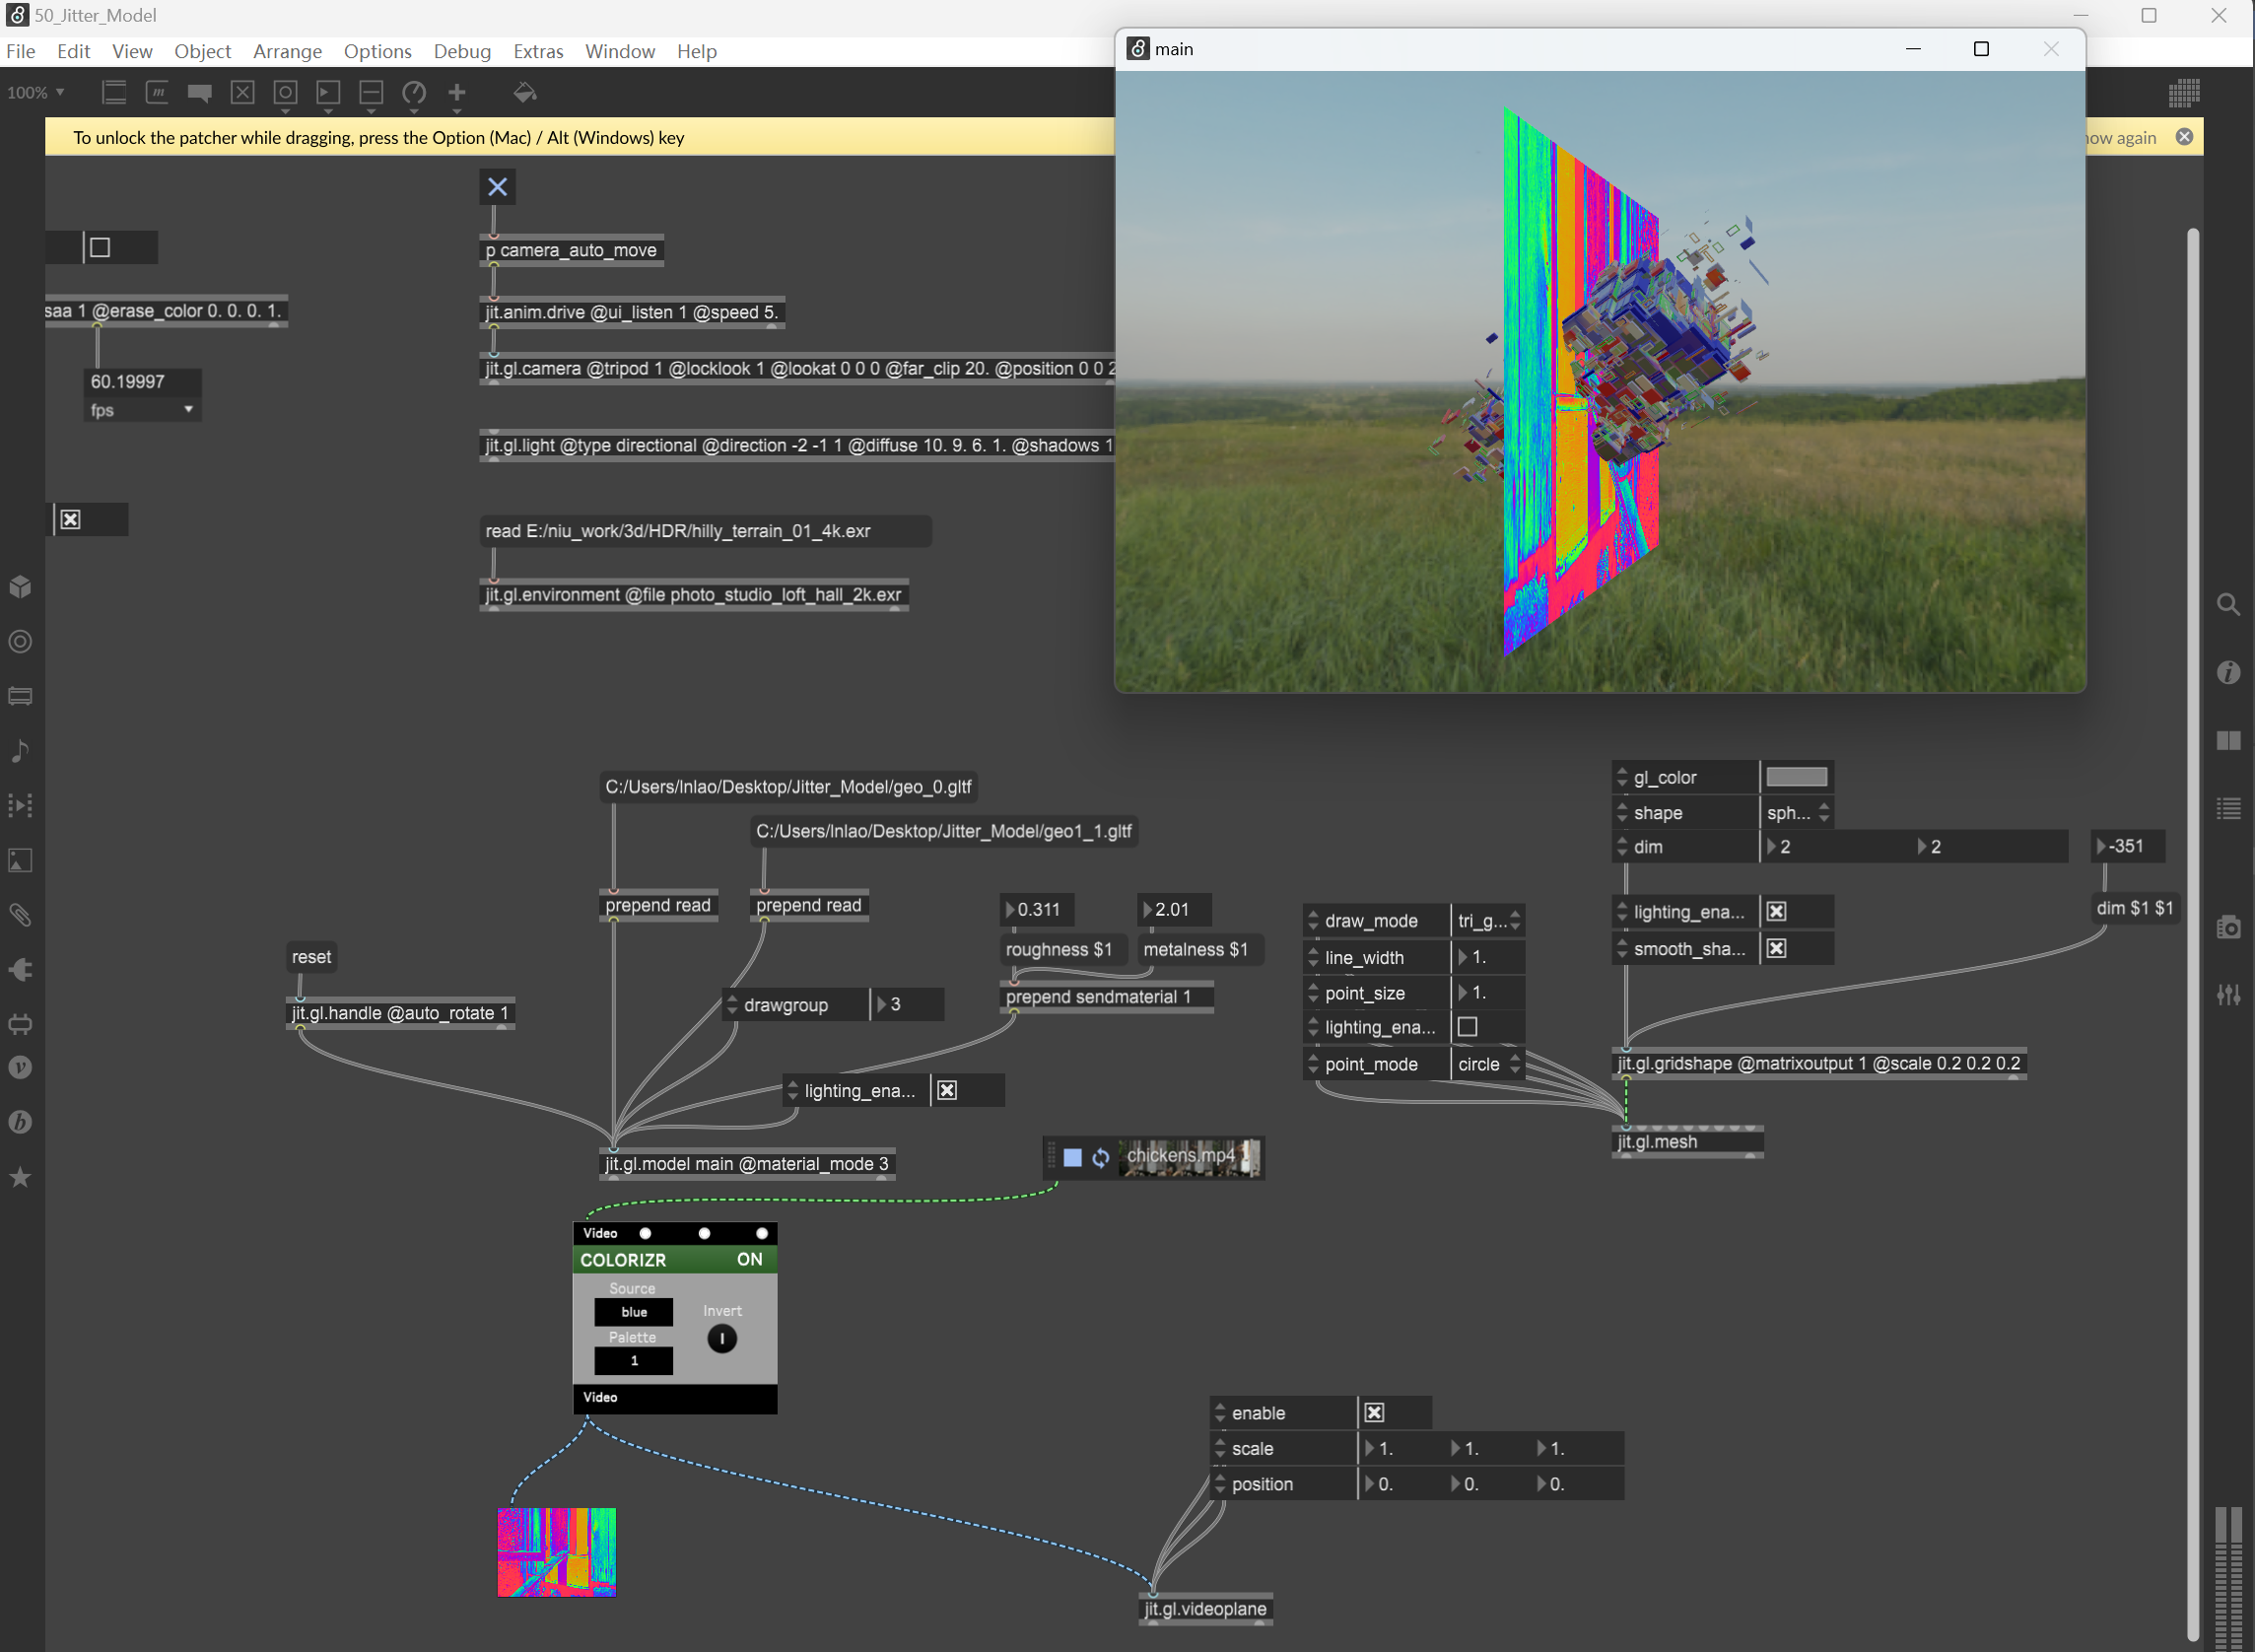 50_Jitter_Model
File Edit View Object Arrange Options Debug Extras Window Help
main
100%
To unlock the patcher while dragging, press the Option (Mac) / Alt (Windows) key
now again
p camera_auto_move
saa 1 @erase_color 0. 0. 0. 1.
jit.anim.drive @ui_listen 1 @speed 5.
60.19997
fps
jit.gl.camera @tripod 1 @locklook 1 @lookat 0 0 0 @far_clip 20. @position 0 0 2
jit.gl.light @type directional @direction -2 -1 1 @diffuse 10. 9. 6. 1. @shadows 1
read E:/niu_work/3d/HDR/hilly_terrain_01_4k.exr
jit.gl.environment @file photo_studio_loft_hall_2k.exr
C:/Users/lnlao/Desktop/Jitter_Model/geo_0.gltf
C:/Users/lnlao/Desktop/Jitter_Model/geo1_1.gltf
prepend read
prepend read
0.311
2.01
roughness $1
metalness $1
prepend sendmaterial 1
reset
jit.gl.handle @auto_rotate 1
drawgroup 3
lighting_ena...
jit.gl.model main @material_mode 3
chickens.mp4
draw_mode tri_g...
line_width 1.
point_size 1.
lighting_ena...
point_mode circle
gl_color
shape sph...
dim 2 2
-351
lighting_ena...
dim $1 $1
smooth_sha...
jit.gl.gridshape @matrixoutput 1 @scale 0.2 0.2 0.2
jit.gl.mesh
Video
COLORIZR ON
Source
blue
Invert
Palette
1
Video
enable
scale 1. 1. 1.
position 0. 0. 0.
jit.gl.videoplane